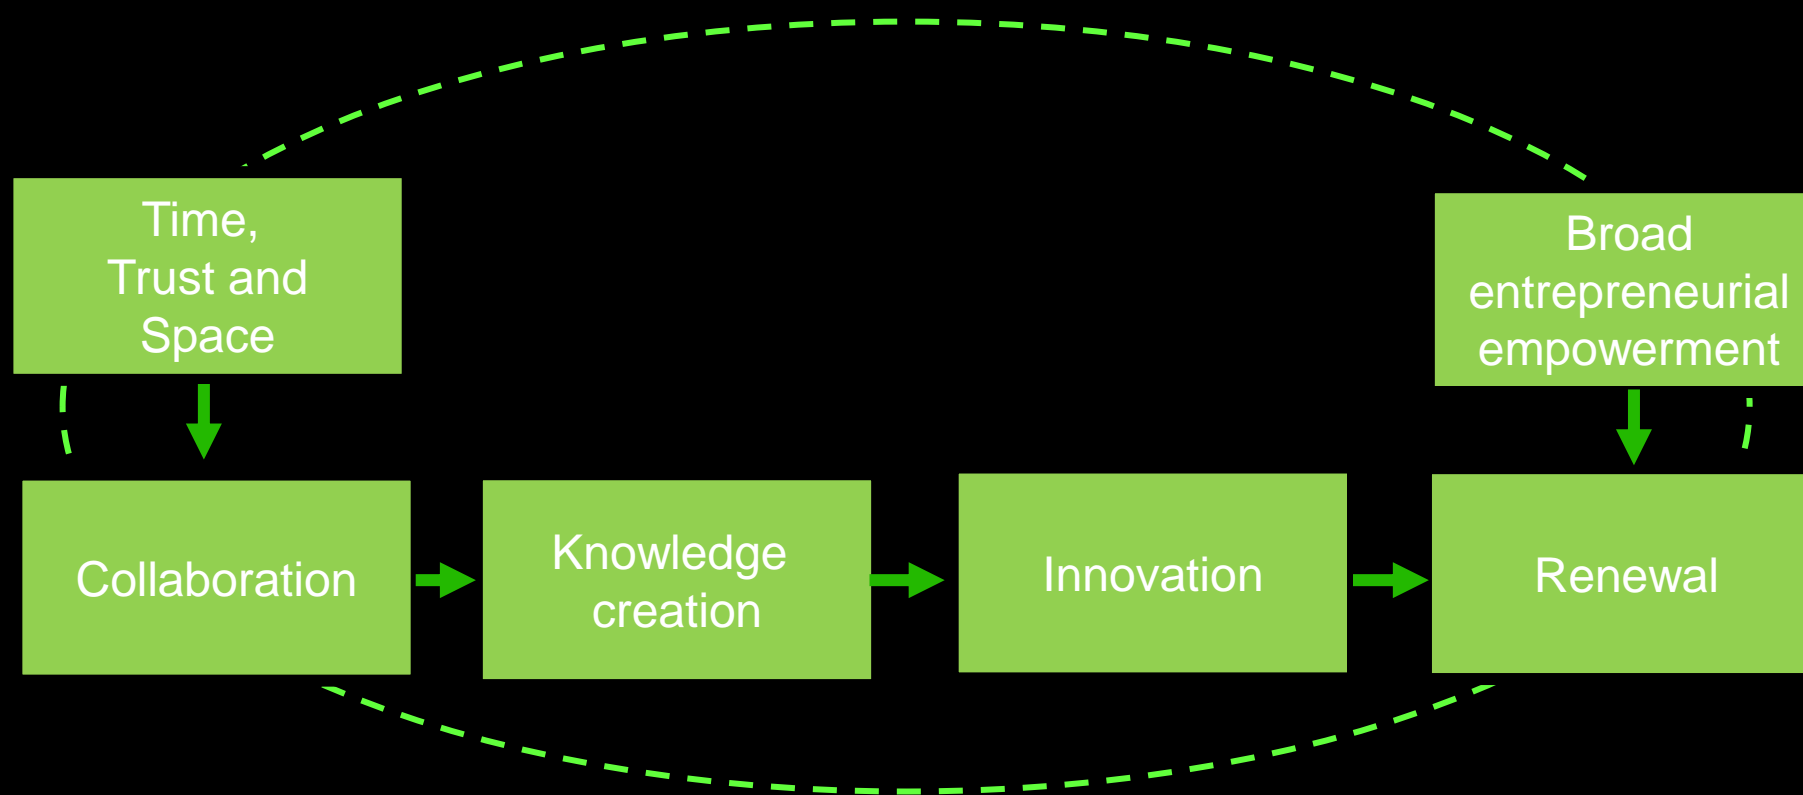 Time,
Trust and
Space
Broad
entrepreneurial
empowerment
Collaboration
Knowledge
creation
Innovation
Renewal